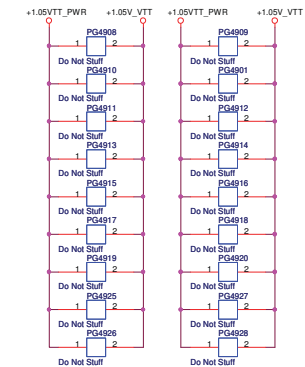 +1.05VTT_PWR +1.05V_VTT
PG4908
1 2
Do Not Stuff
PG4910
1 2
Do Not Stuff
PG4911
1 2
Do Not Stuff
PG4913
1 2
Do Not Stuff
PG4915
1 2
Do Not Stuff
PG4917
1 2
Do Not Stuff
PG4919
1 2
Do Not Stuff
PG4925
1 2
Do Not Stuff
PG4926
1 2
Do Not Stuff
+1.05VTT_PWR +1.05V_VTT
PG4909
1 2
Do Not Stuff
PG4901
1 2
Do Not Stuff
PG4912
1 2
Do Not Stuff
PG4914
1 2
Do Not Stuff
PG4916
1 2
Do Not Stuff
PG4918
1 2
Do Not Stuff
PG4920
1 2
Do Not Stuff
PG4927
1 2
Do Not Stuff
PG4928
1 2
Do Not Stuff